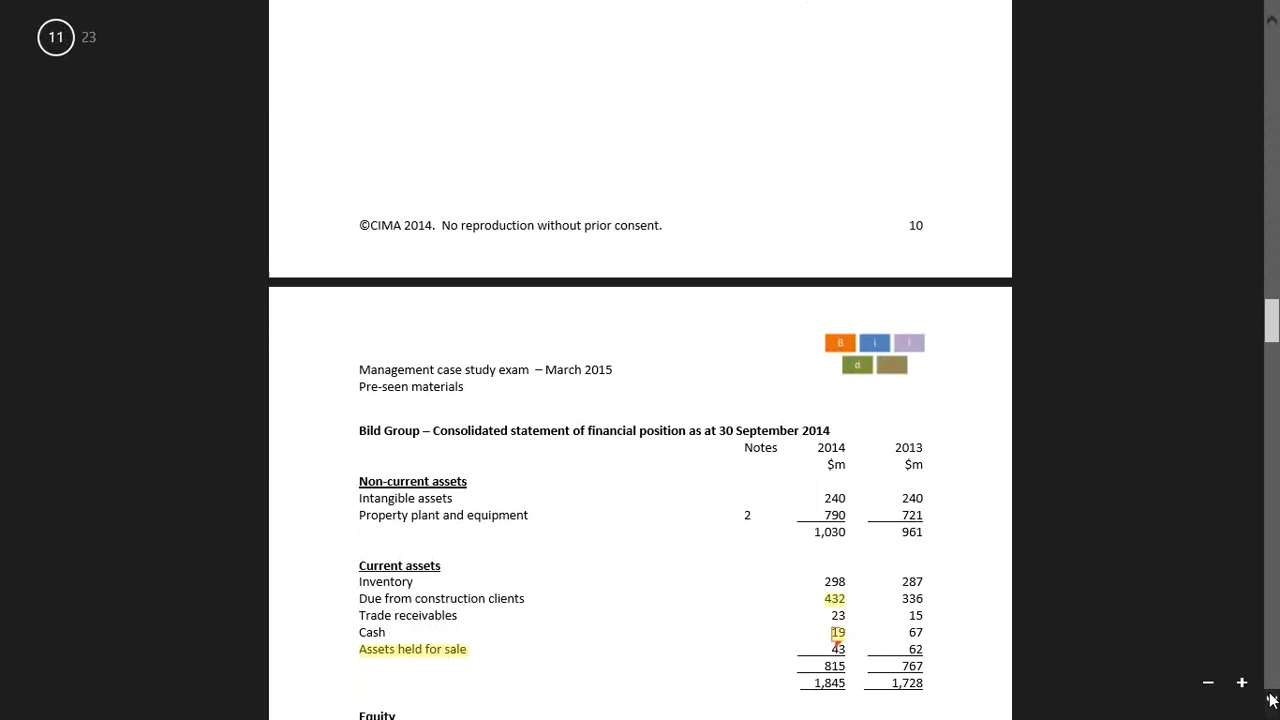 11 23
©CIMA 2014. No reproduction without prior consent. 10
B i l
d
Management case study exam – March 2015
Pre-seen materials
Bild Group – Consolidated statement of financial position as at 30 September 2014
Notes 2014 2013
$m $m
Non-current assets
Intangible assets 240 240
Property plant and equipment 2 790 721
1,030 961
Current assets
Inventory 298 287
Due from construction clients 432 336
Trade receivables 23 15
Cash 19 67
Assets held for sale 43 62
815 767
1,845 1,728
Equity